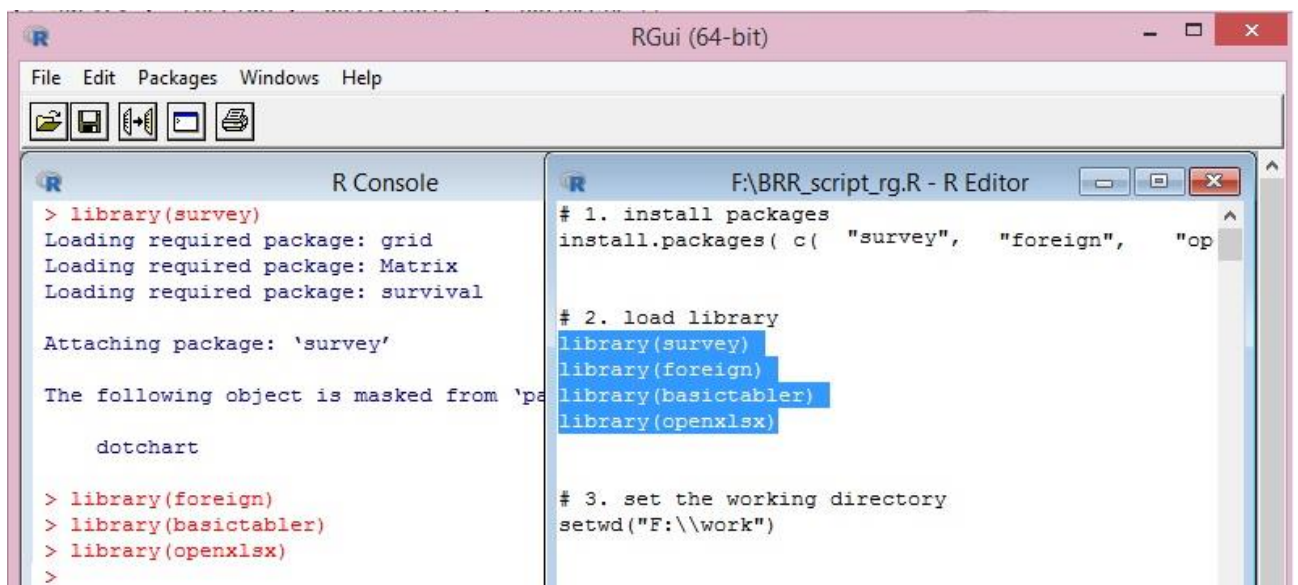 RGui (64-bit)
File Edit Packages Windows Help
R Console
> library(survey)
Loading required package: grid
Loading required package: Matrix
Loading required package: survival
Attaching package: ‘survey’
The following object is masked from ‘pa
dotchart
> library(foreign)
> library(basictabler)
> library(openxlsx)
>
F:\BRR_script_rg.R - R Editor
# 1. install packages
install.packages( c( "survey", "foreign", "op
# 2. load library
library(survey)
library(foreign)
library(basictabler)
library(openxlsx)
# 3. set the working directory
setwd("F:\\work")